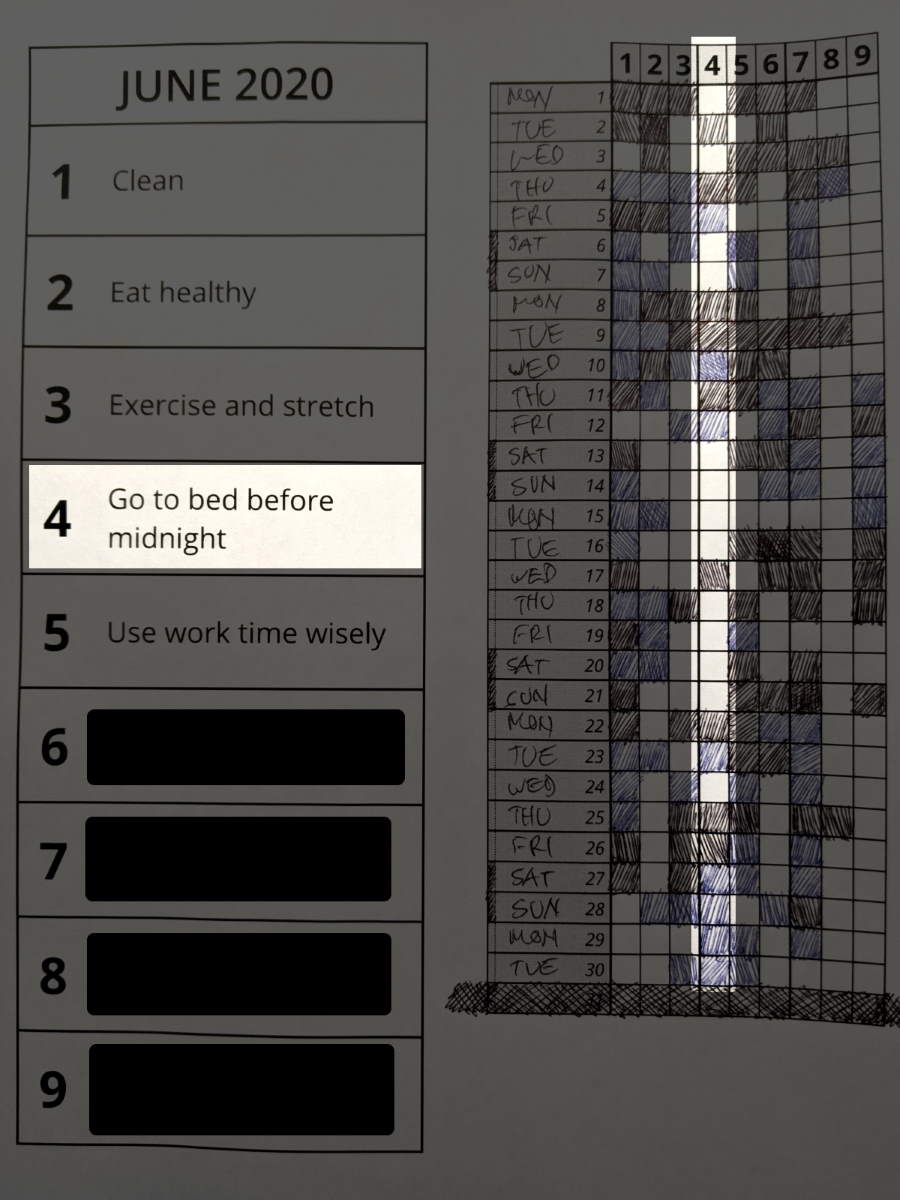 JUNE 2020
1 Clean
2 Eat healthy
3 Exercise and stretch
4 Go to bed before
midnight
5 Use work time wisely
6
7
8
9
1 2 3 4 5 6 7 8 9
MON 1
TUE 2
WED 3
THU 4
FRI 5
SAT 6
SUN 7
MON 8
TUE 9
WED 10
THU 11
FRI 12
SAT 13
SUN 14
MON 15
TUE 16
WED 17
THU 18
FRI 19
SAT 20
SUN 21
MON 22
TUE 23
WED 24
THU 25
FRI 26
SAT 27
SUN 28
MON 29
TUE 30